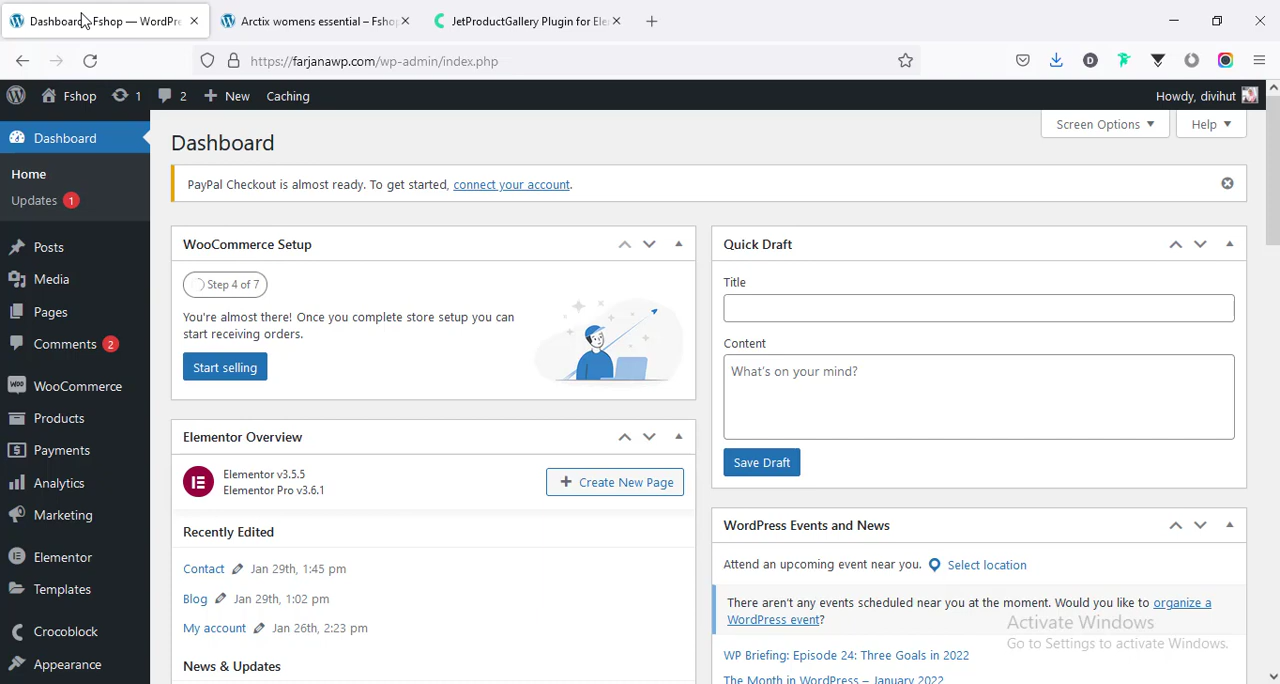 Dashboard ‹ Fshop — WordPre
Arctix womens essential – Fshop
JetProductGallery Plugin for Ele
https://farjanawp.com/wp-admin/index.php
Fshop
1
2
New
Caching
Howdy, divihut
Dashboard
Home
Updates 1
Posts
Media
Pages
Comments 2
WooCommerce
Products
Payments
Analytics
Marketing
Elementor
Templates
Crocoblock
Appearance
Screen Options
Help
Dashboard
PayPal Checkout is almost ready. To get started, connect your account.
WooCommerce Setup
Step 4 of 7
You're almost there! Once you complete store setup you can
start receiving orders.
Start selling
Elementor Overview
Elementor v3.5.5
Elementor Pro v3.6.1
Create New Page
Recently Edited
Contact Jan 29th, 1:45 pm
Blog Jan 29th, 1:02 pm
My account Jan 26th, 2:23 pm
News & Updates
Quick Draft
Title
Content
What's on your mind?
Save Draft
WordPress Events and News
Attend an upcoming event near you. Select location
There aren't any events scheduled near you at the moment. Would you like to organize a
WordPress event?
WP Briefing: Episode 24: Three Goals in 2022
The Month in WordPress – January 2022
Activate Windows
Go to Settings to activate Windows.